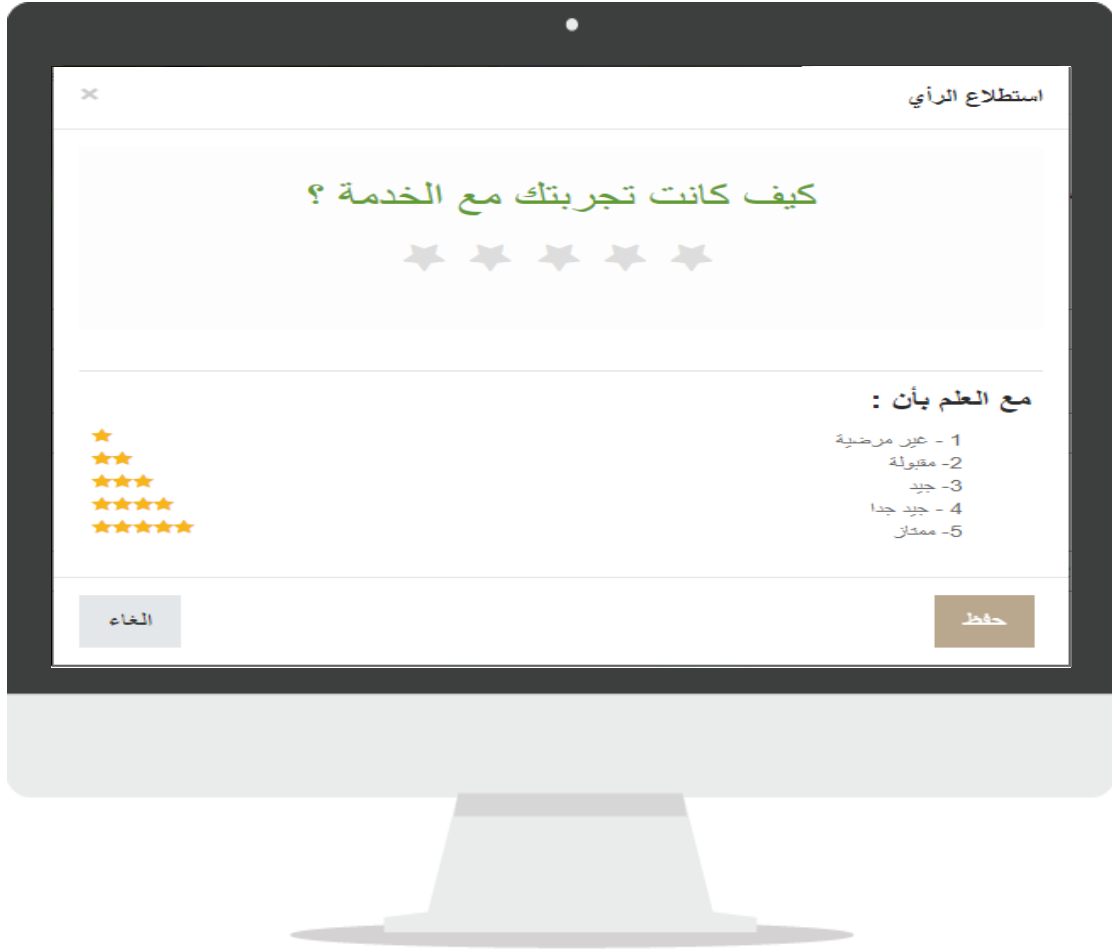 استطلاع الرأي
كيف كانت تجربتك مع الخدمة ؟
مع العلم بأن :
1 - غير مرضية
2- مقبولة
3- جيد
4 - جيد جدا
5- ممتاز
حفظ
الغاء